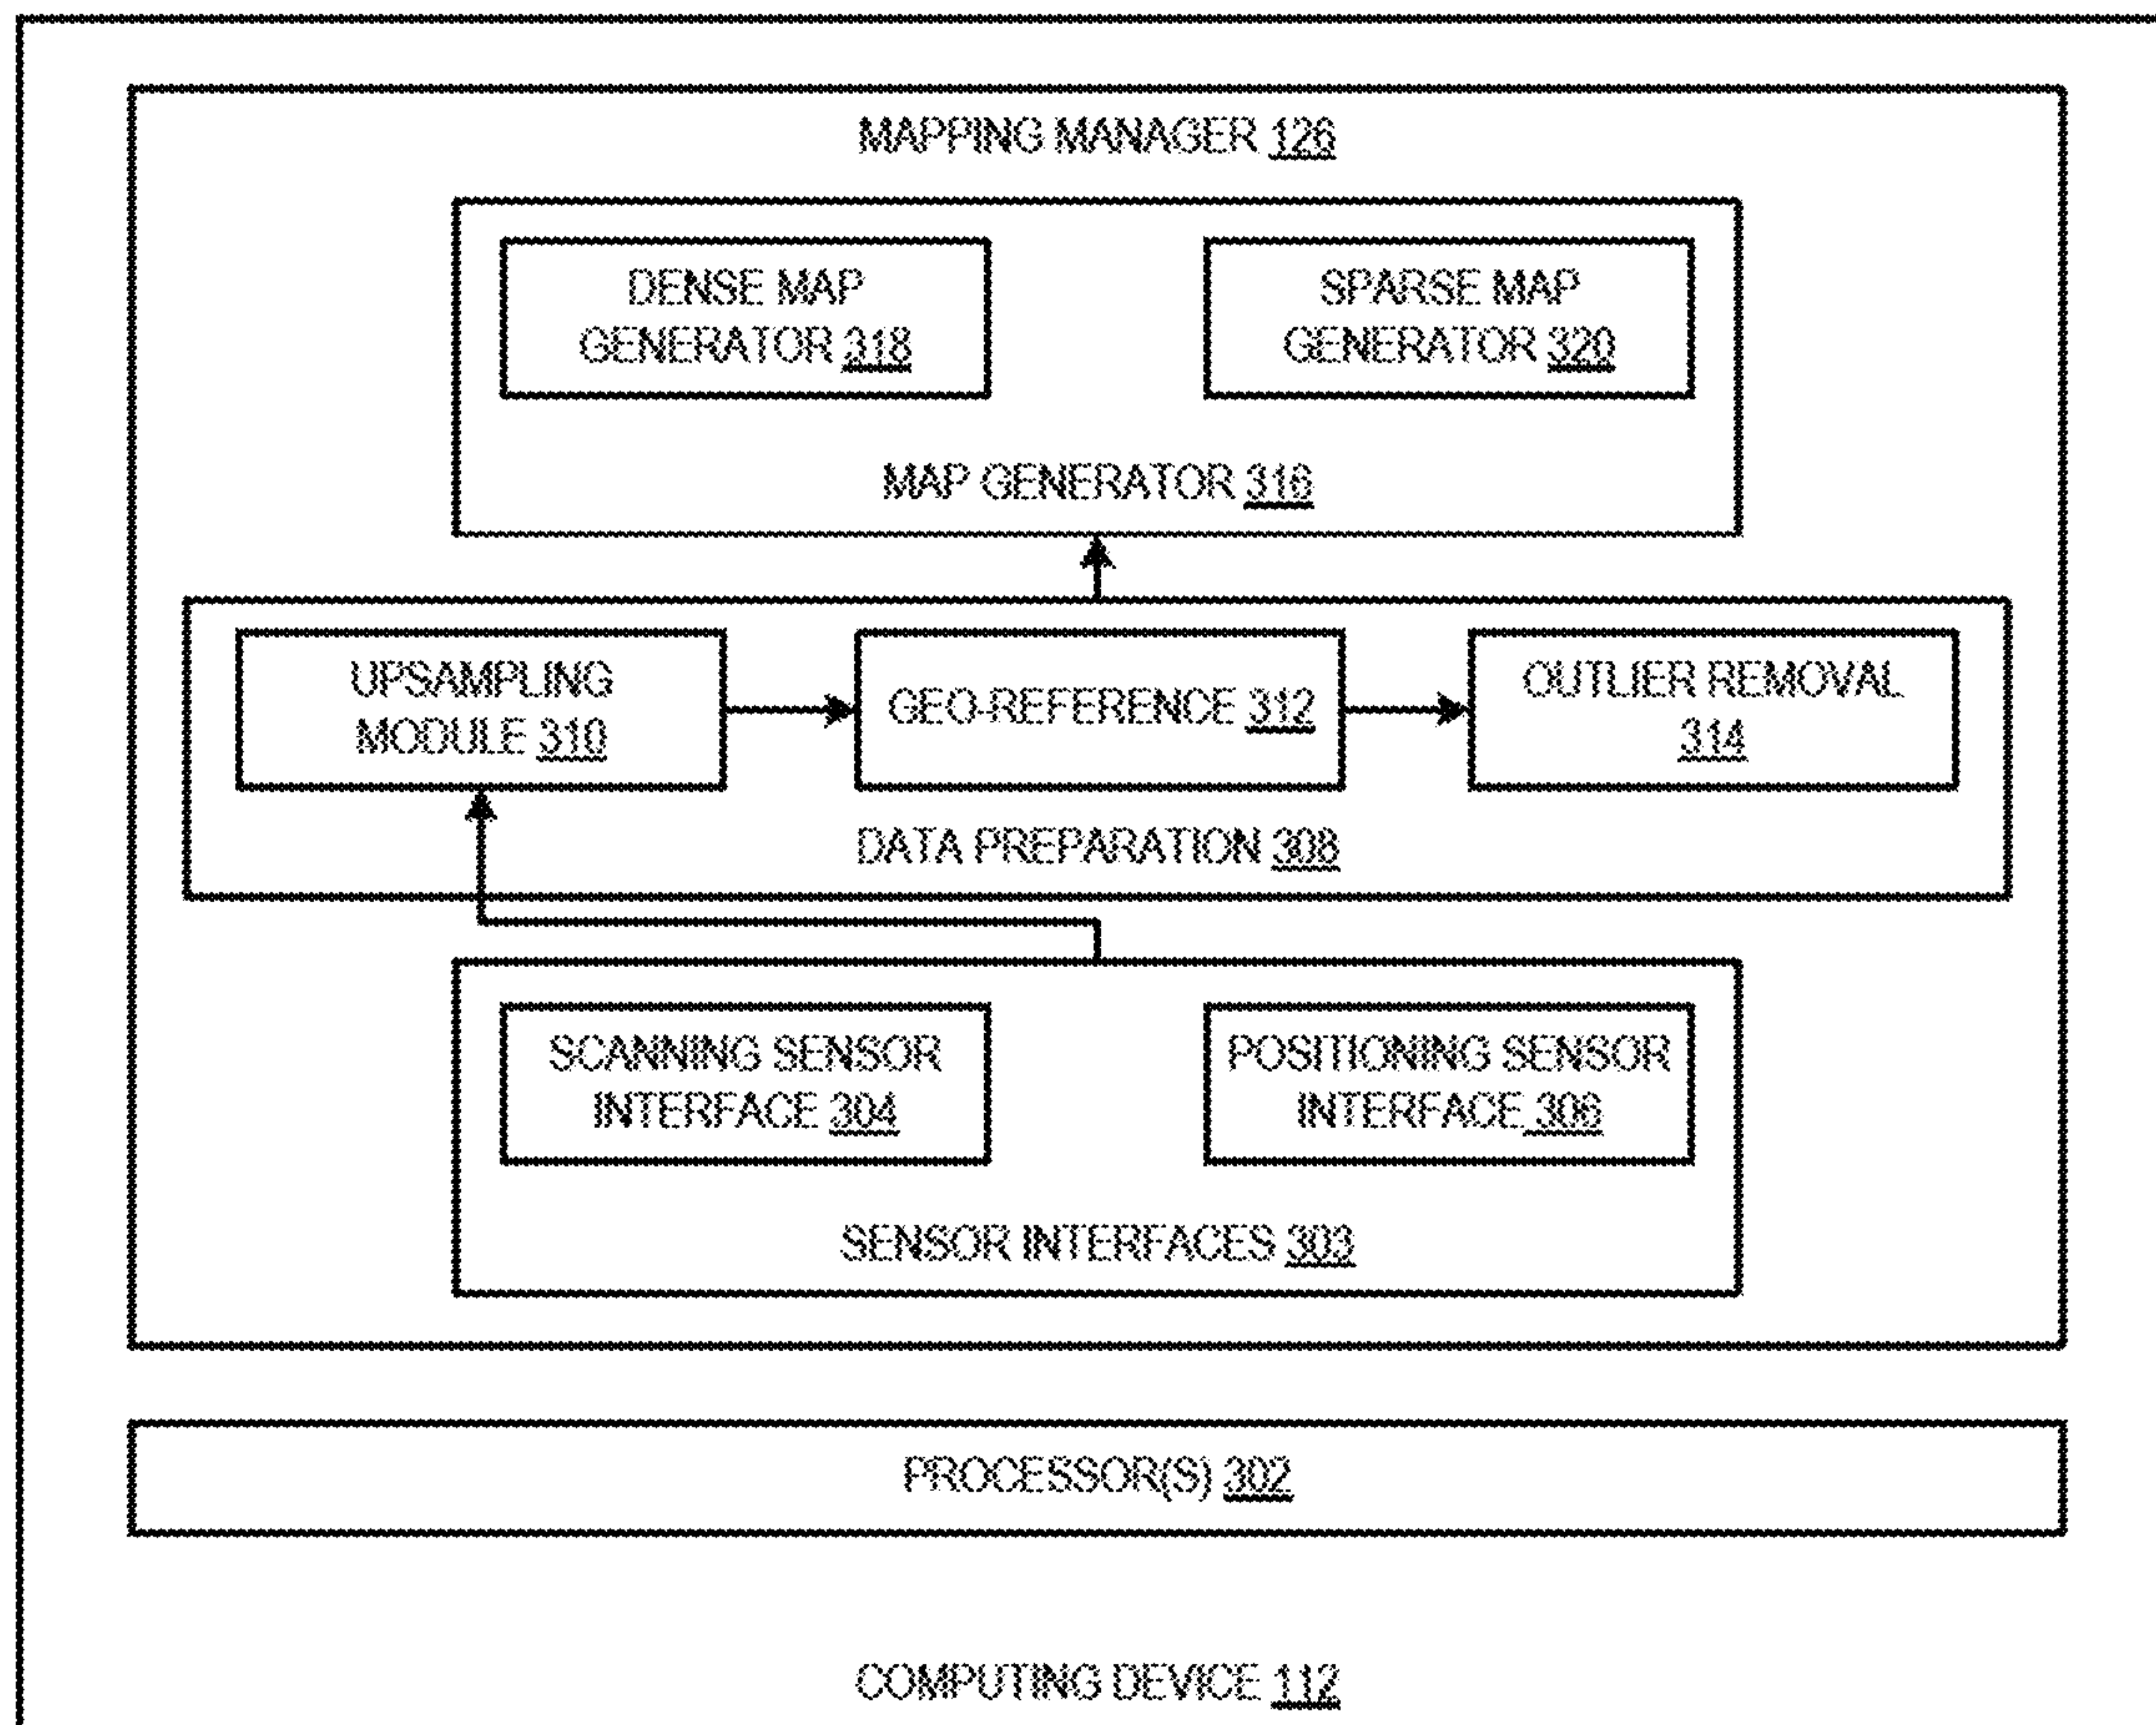 MAPPING MANAGER 126
DENSE MAP
GENERATOR 318
SPARSE MAP
GENERATOR 320
MAP GENERATOR 316
UPSAMPLING
MODULE 310
GEO-REFERENCE 312
OUTLIER REMOVAL
314
DATA PREPARATION 308
SCANNING SENSOR
INTERFACE 304
POSITIONING SENSOR
INTERFACE 306
SENSOR INTERFACES 303
PROCESSOR(S) 302
COMPUTING DEVICE 112